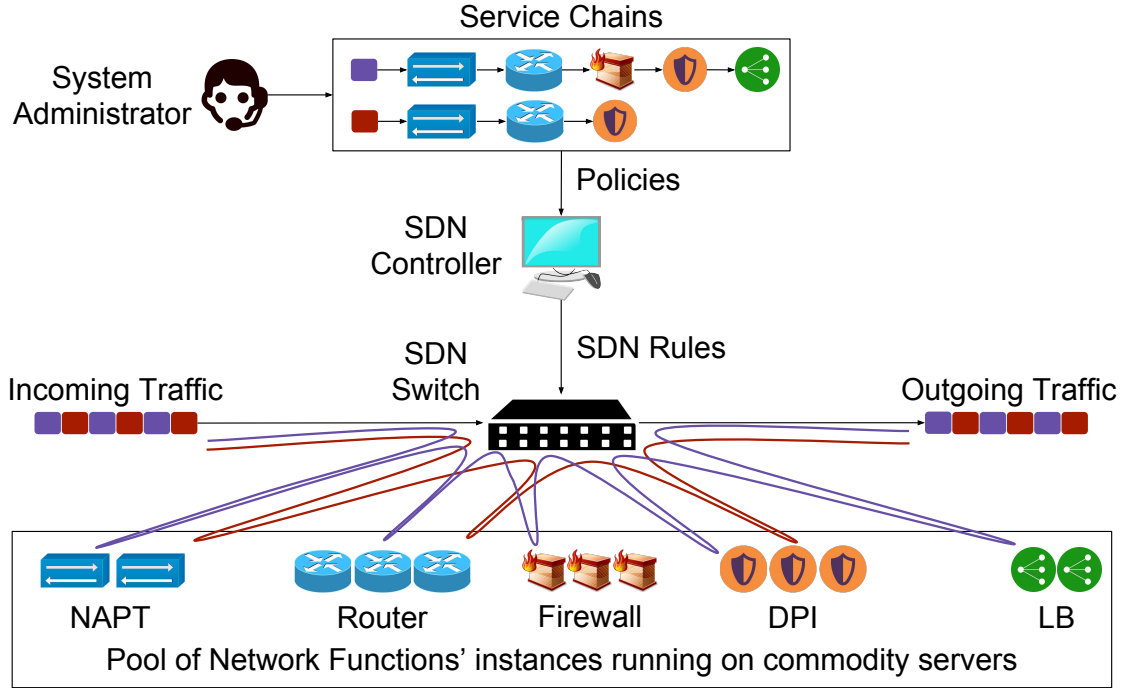 Service Chains
System
Administrator
Policies
SDN
Controller
SDN Rules
SDN
Switch
Incoming Traffic
Outgoing Traffic
NAPT
Router
Firewall
DPI
LB
Pool of Network Functions’ instances running on commodity servers